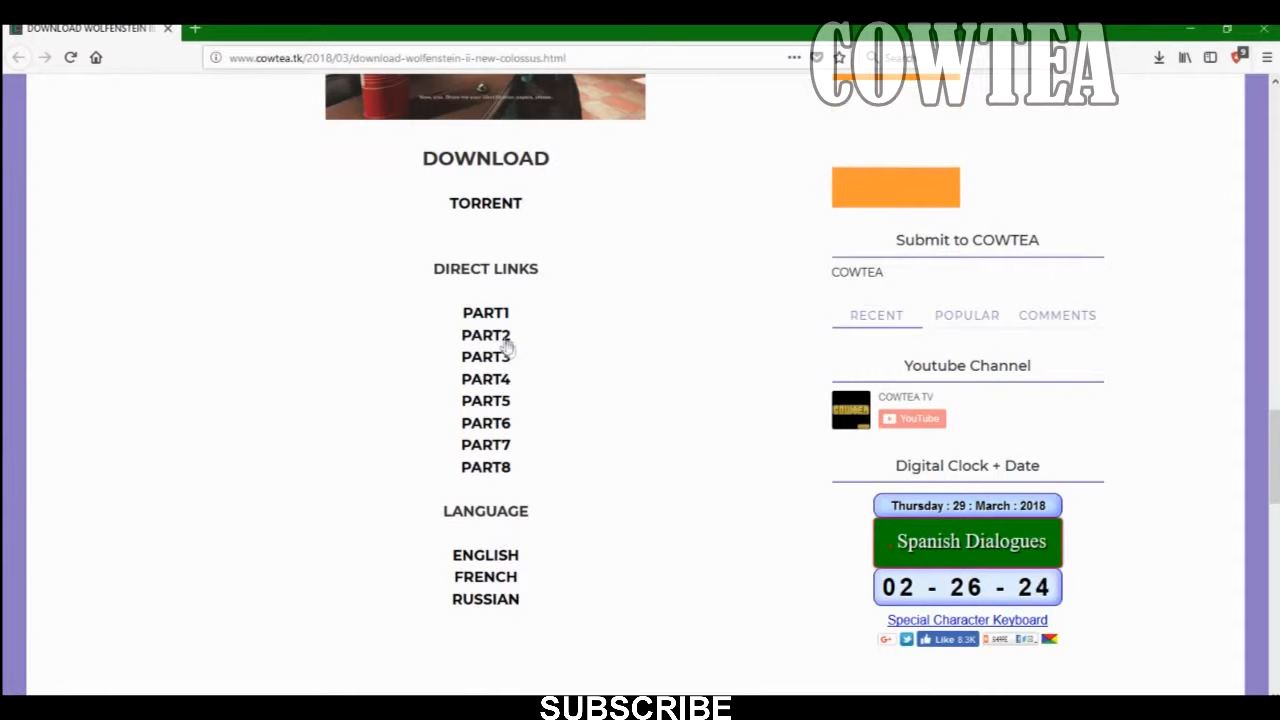 DOWNLOAD WOLFENSTEIN II
COWTEA
www.cowtea.tk/2018/03/download-wolfenstein-ii-new-colossus.html
Search
9
DOWNLOAD
TORRENT
DIRECT LINKS
PART1
PART2
PART3
PART4
PART5
PART6
PART7
PART8
LANGUAGE
ENGLISH
FRENCH
RUSSIAN
Submit to COWTEA
COWTEA
RECENT POPULAR COMMENTS
Youtube Channel
COWTEA TV
YouTube
Digital Clock + Date
Thursday : 29 : March : 2018
Spanish Dialogues
02 - 26 - 24
Special Character Keyboard
G+ Like 8.3K SHARE
SUBSCRIBE